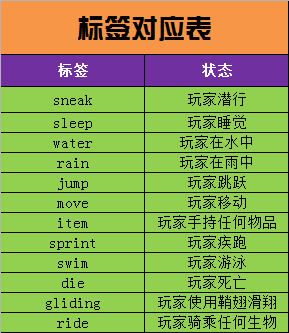 标签对应表
标签 状态
sneak 玩家潜行
sleep 玩家睡觉
water 玩家在水中
rain 玩家在雨中
jump 玩家跳跃
move 玩家移动
item 玩家手持任何物品
sprint 玩家疾跑
swim 玩家游泳
die 玩家死亡
gliding 玩家使用鞘翅滑翔
ride 玩家骑乘任何生物